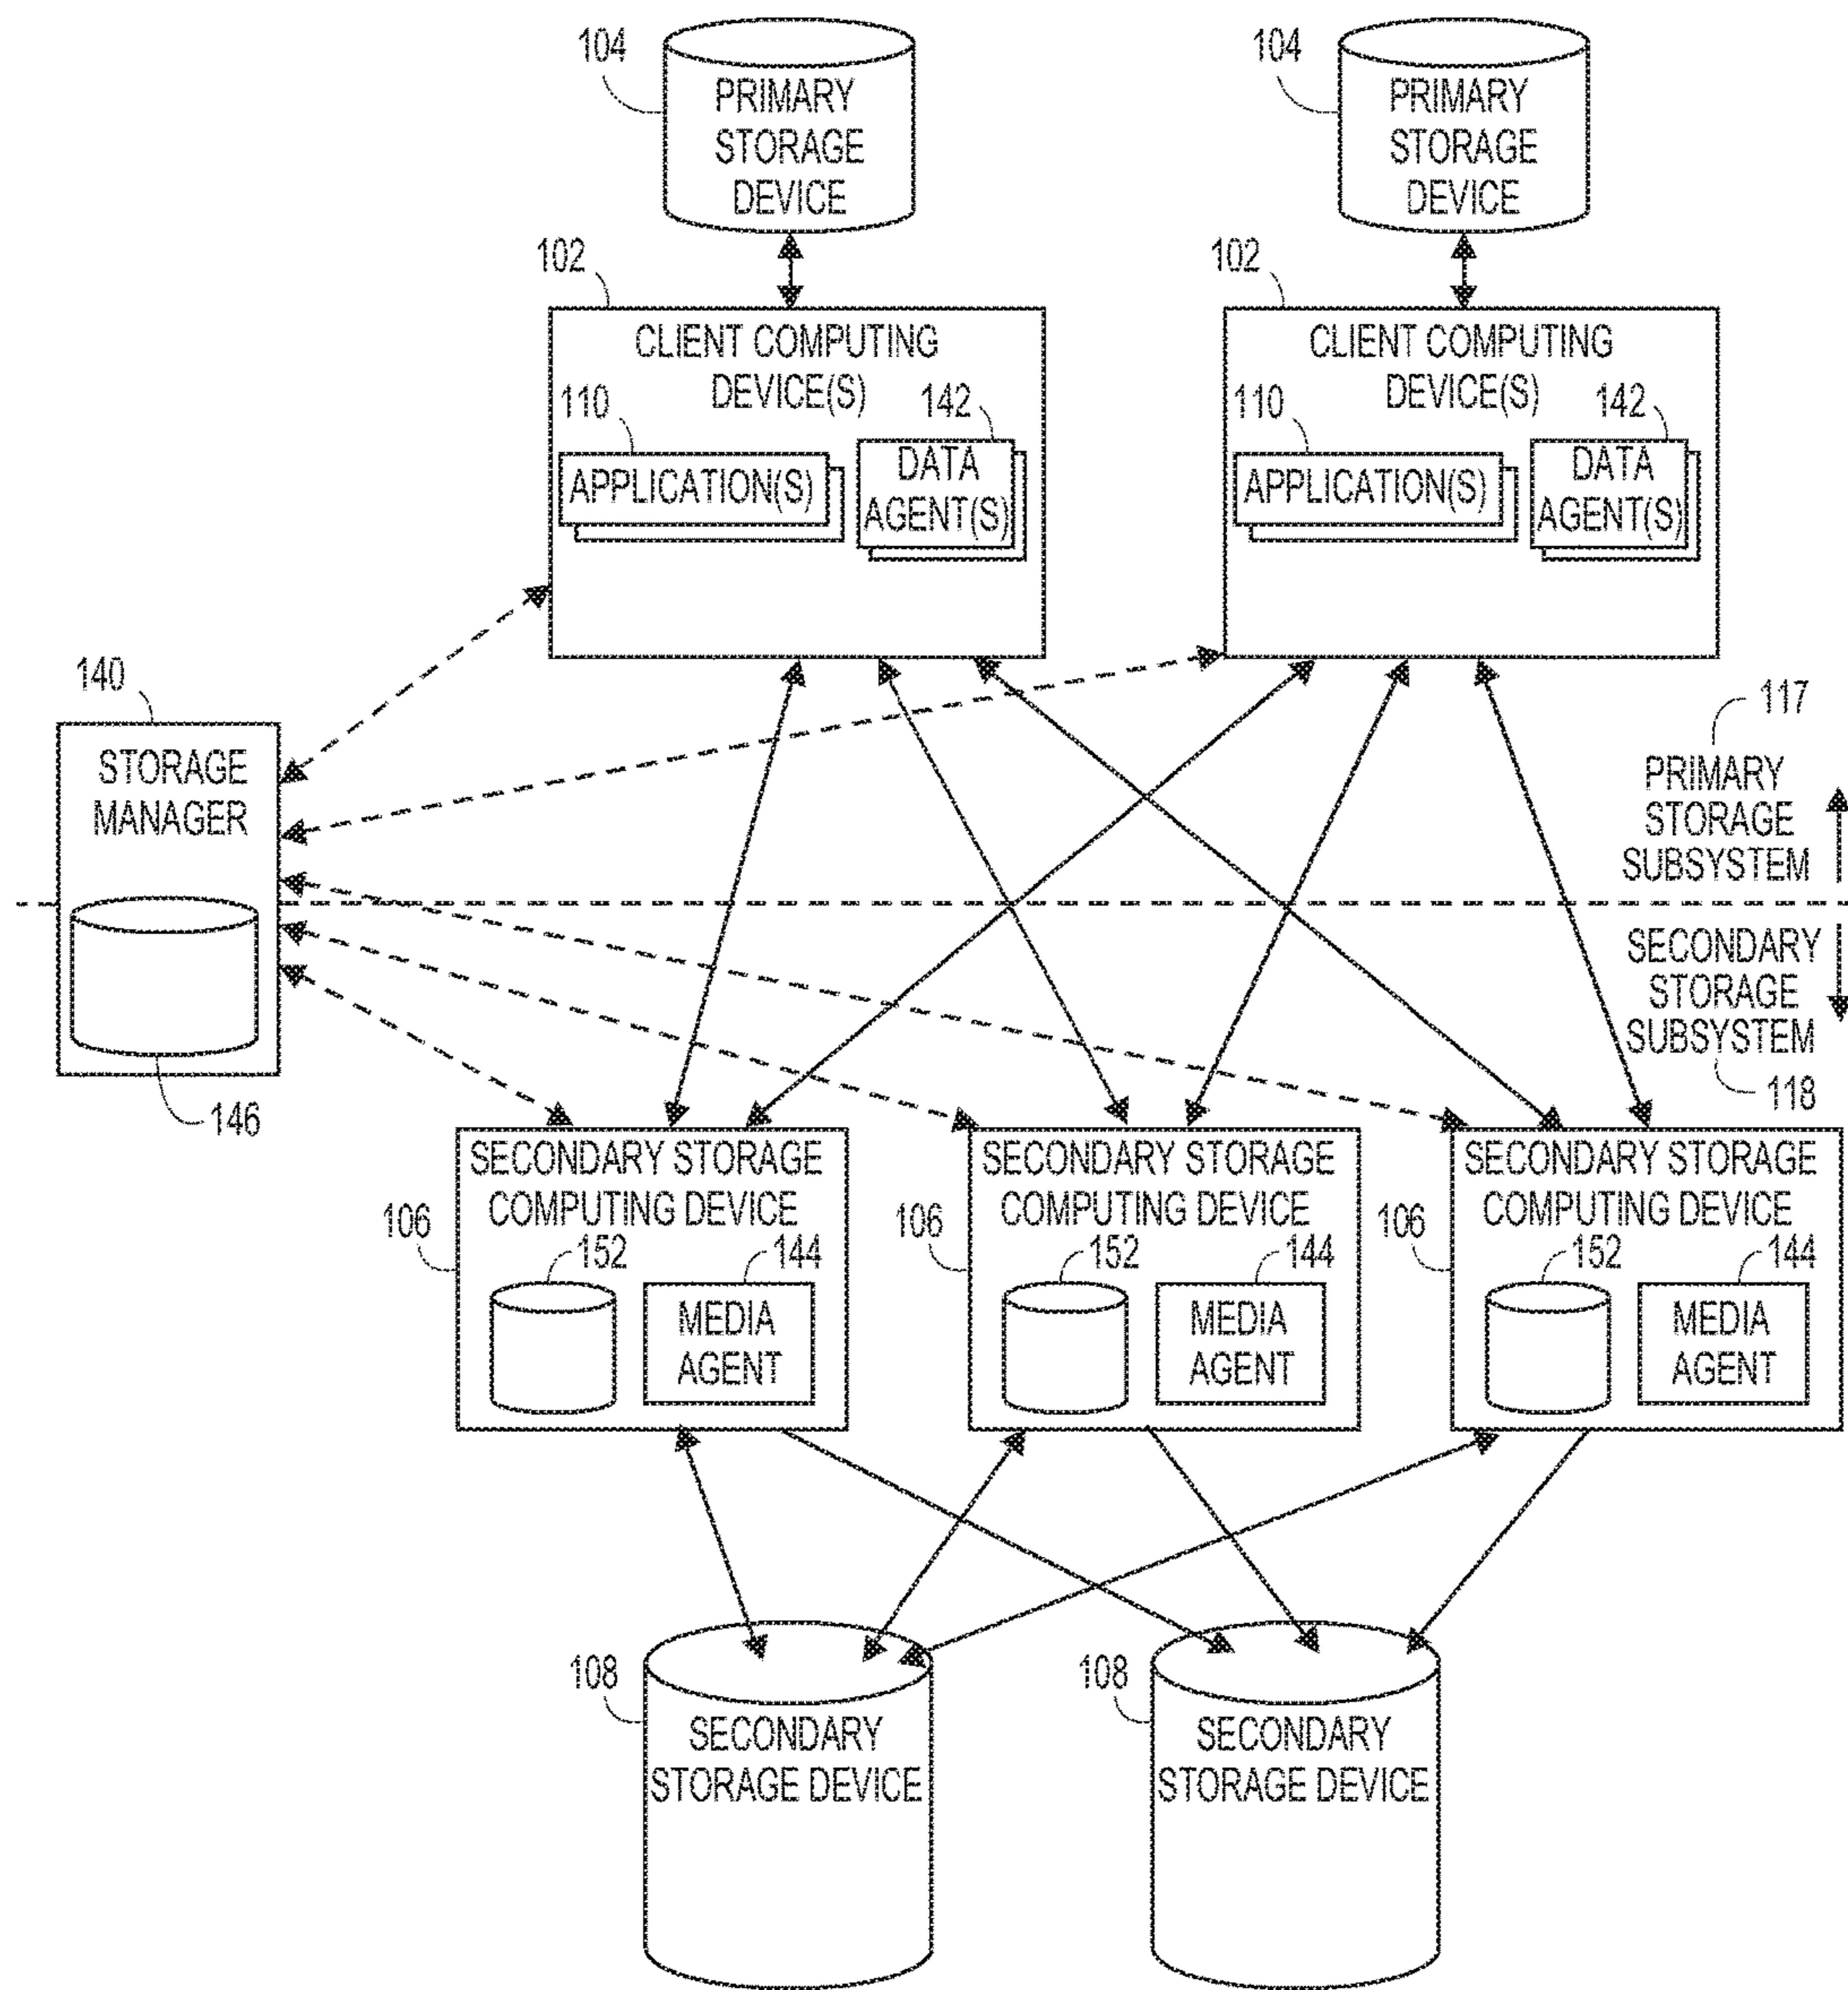 104
PRIMARY
STORAGE
DEVICE
104
PRIMARY
STORAGE
DEVICE
102
CLIENT COMPUTING
DEVICE(S)
110
142
APPLICATION(S)
DATA
AGENT(S)
102
CLIENT COMPUTING
DEVICE(S)
110
142
APPLICATION(S)
DATA
AGENT(S)
140
STORAGE
MANAGER
146
117
PRIMARY
STORAGE
SUBSYSTEM
SECONDARY
STORAGE
SUBSYSTEM
118
106
SECONDARY STORAGE
COMPUTING DEVICE
152
144
MEDIA
AGENT
106
SECONDARY STORAGE
COMPUTING DEVICE
152
144
MEDIA
AGENT
106
SECONDARY STORAGE
COMPUTING DEVICE
152
144
MEDIA
AGENT
108
SECONDARY
STORAGE DEVICE
108
SECONDARY
STORAGE DEVICE